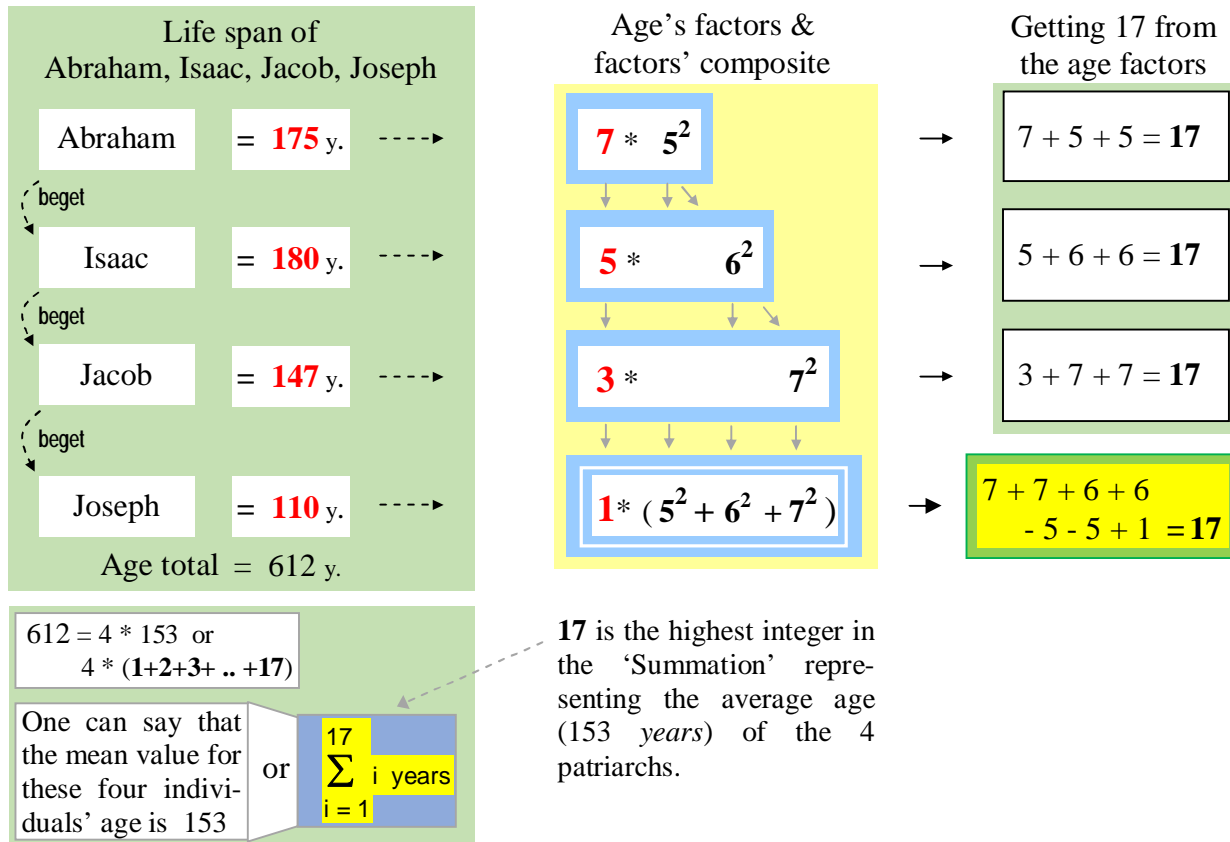 Life span of
Abraham, Isaac, Jacob, Joseph
Age's factors &
factors' composite
Getting 17 from
the age factors
Abraham = 175 y.
7 * 5²
7 + 5 + 5 = 17
beget
Isaac = 180 y.
5 * 6²
5 + 6 + 6 = 17
beget
Jacob = 147 y.
3 * 7²
3 + 7 + 7 = 17
beget
Joseph = 110 y.
1* ( 5² + 6² + 7² )
7 + 7 + 6 + 6
- 5 - 5 + 1 = 17
Age total = 612 y.
612 = 4 * 153 or
4 * (1+2+3+ .. +17)
One can say that
the mean value for
these four indivi-
duals' age is 153
or
17
Σ i years
i = 1
17 is the highest integer in
the 'Summation' repre-
senting the average age
(153 years) of the 4
patriarchs.